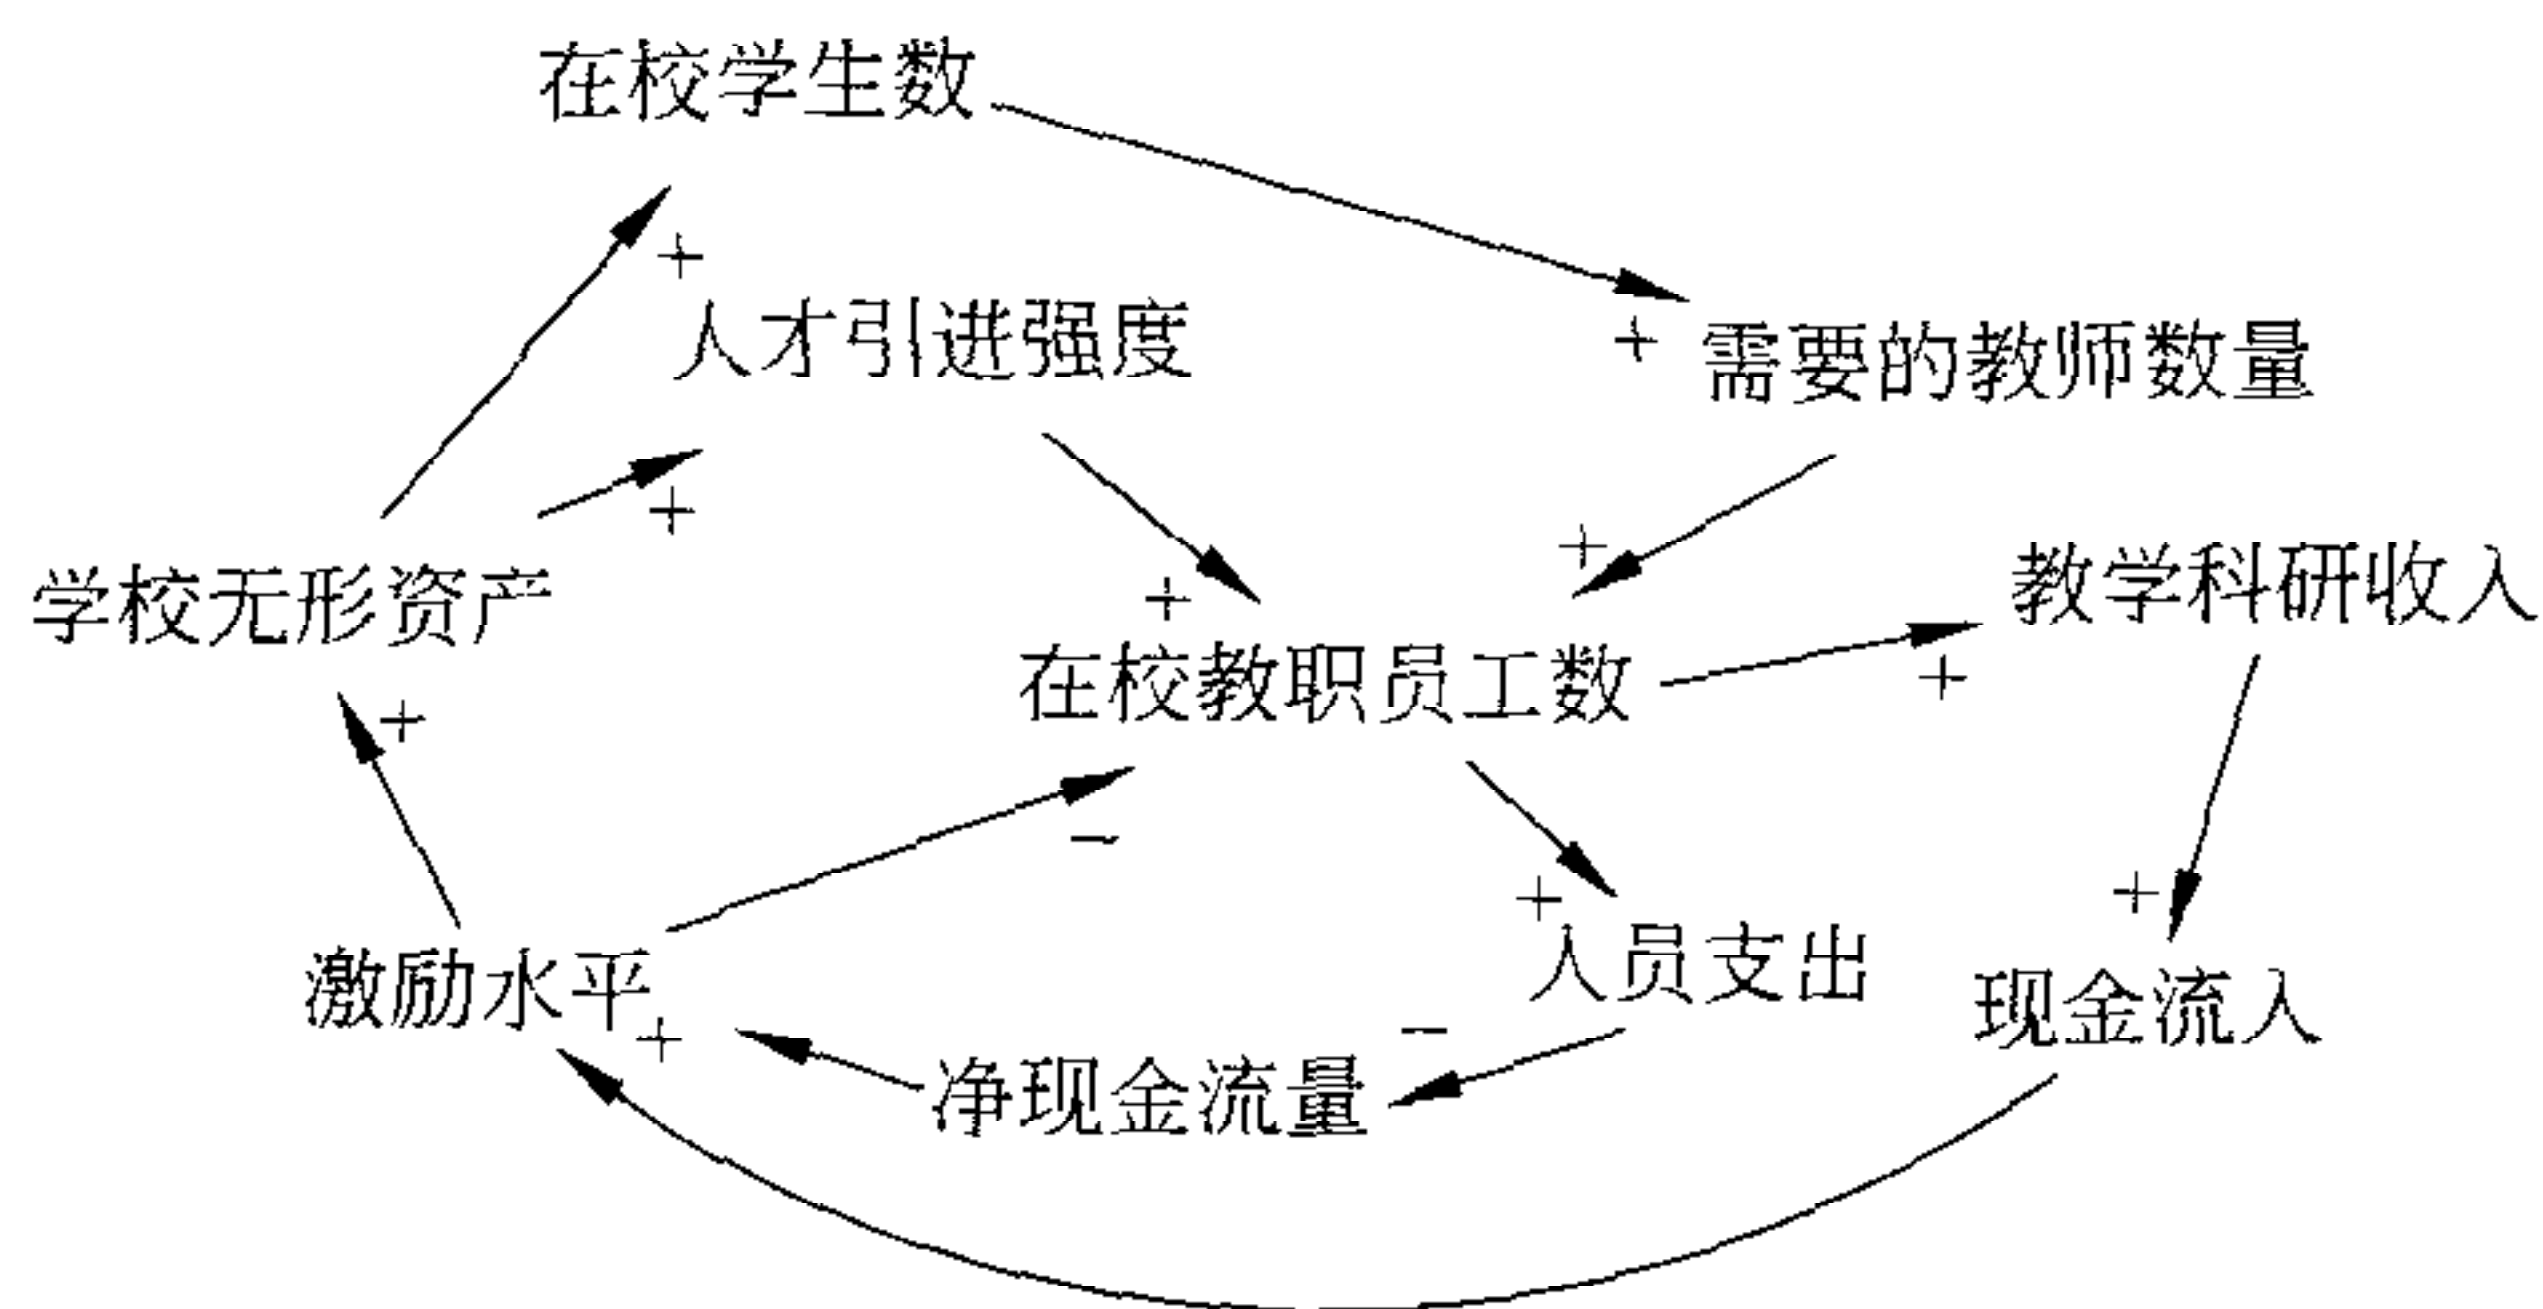 在校学生数
+
人才引进强度
+
需要的教师数量
+
+
学校无形资产
+
教学科研收入
+
在校教职员工数
+
+
−
+
+
人员支出
激励水平
+
−
现金流入
净现金流量